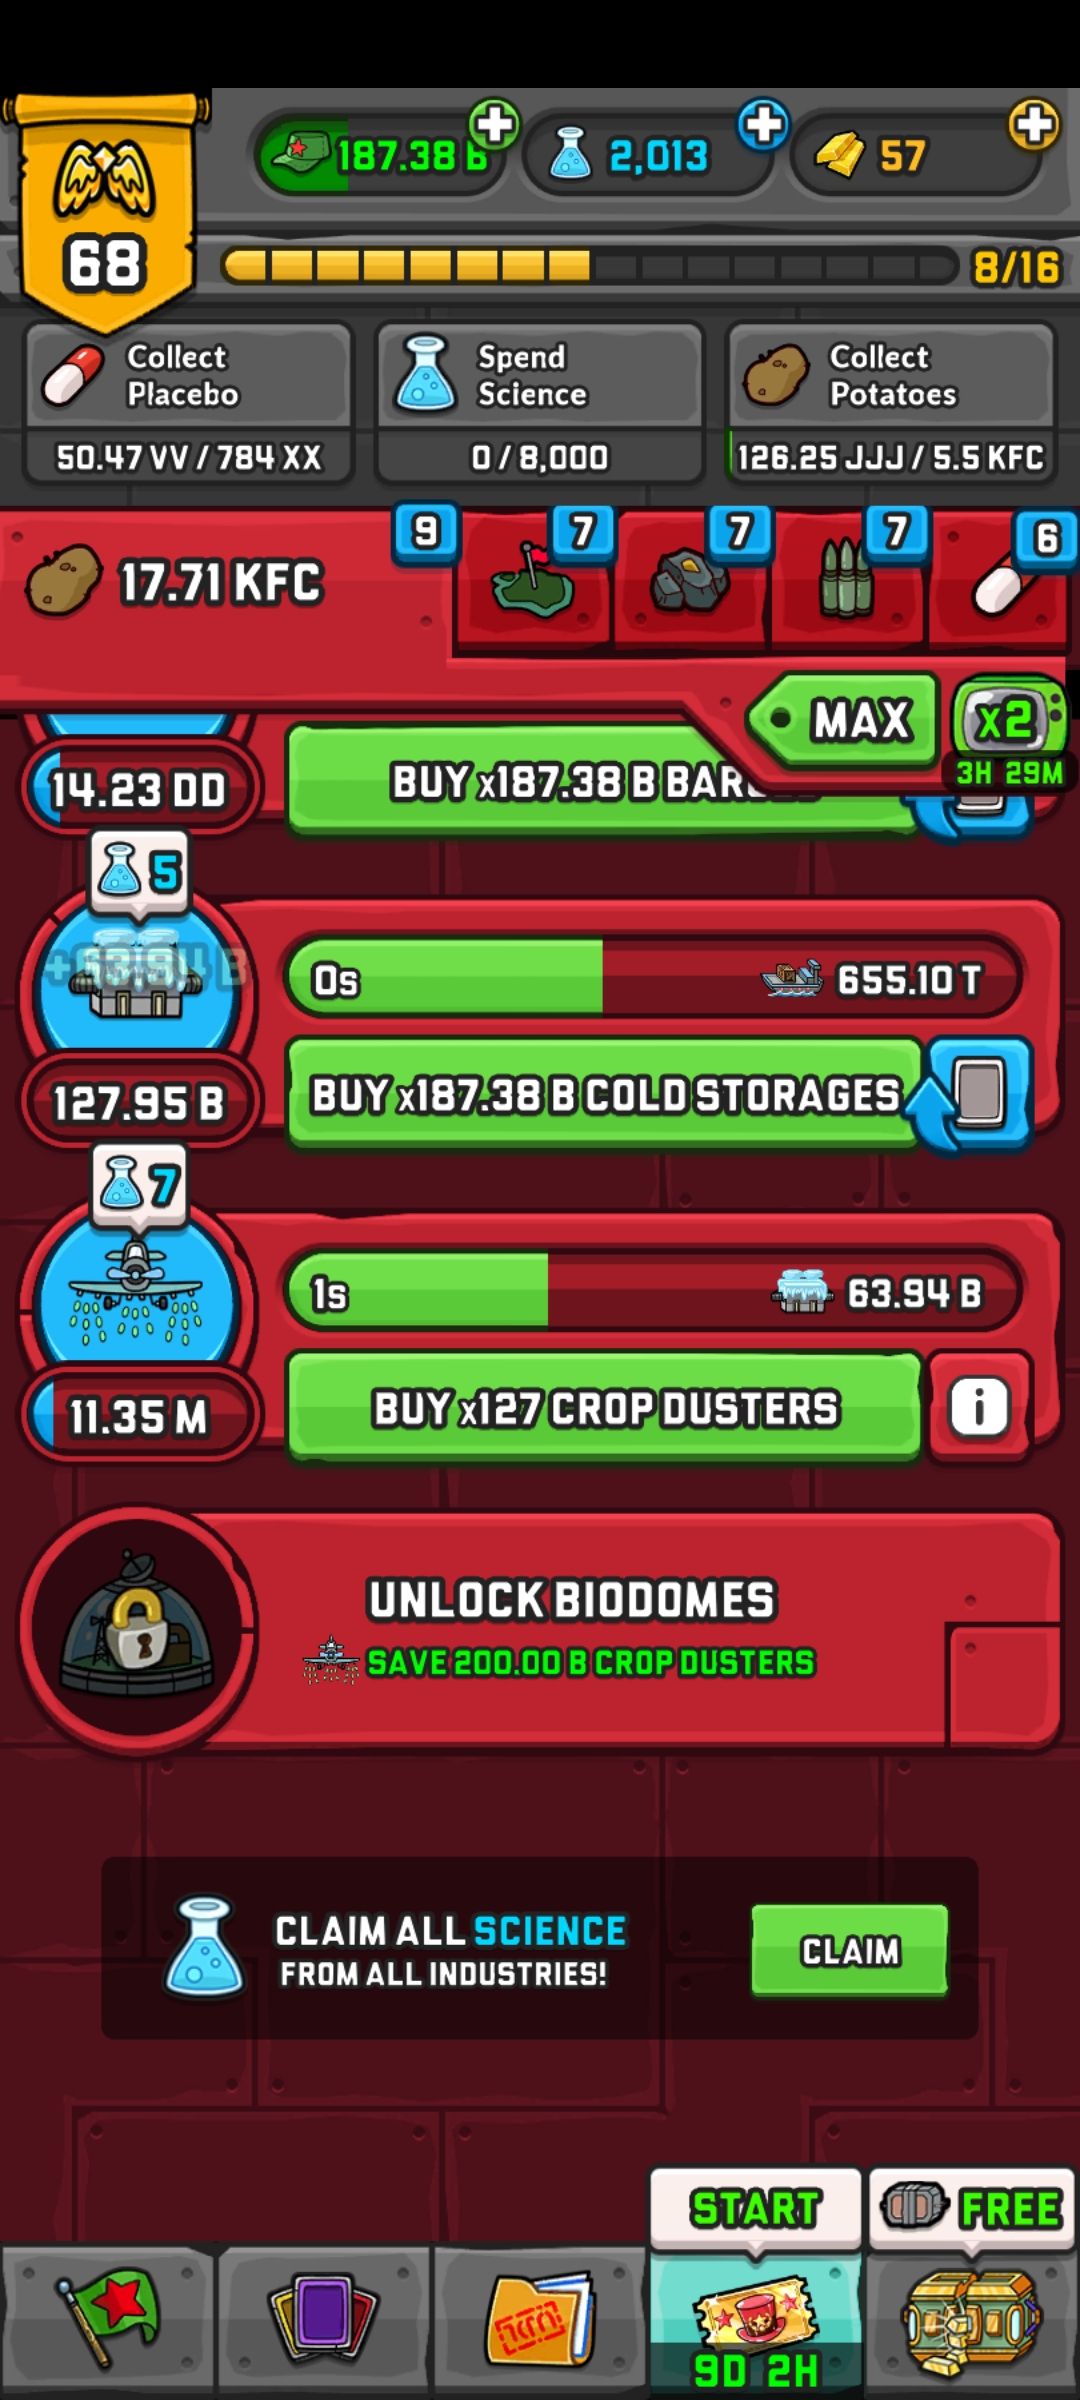 187.38 B
2,013
57
68
8/16
Collect
Placebo
50.47 VV / 784 XX
Spend
Science
0 / 8,000
Collect
Potatoes
126.25 JJJ / 5.5 KFC
17.71 KFC
9
7
7
7
6
MAX
x2
3H 29M
14.23 DD
BUY x187.38 B
5
+63.94 B
0s
655.10 T
127.95 B
BUY x187.38 B COLD STORAGES
7
1s
63.94 B
11.35 M
BUY x127 CROP DUSTERS
i
UNLOCK BIODOMES
SAVE 200.00 B CROP DUSTERS
CLAIM ALL SCIENCE
FROM ALL INDUSTRIES!
CLAIM
START
FREE
9D 2H